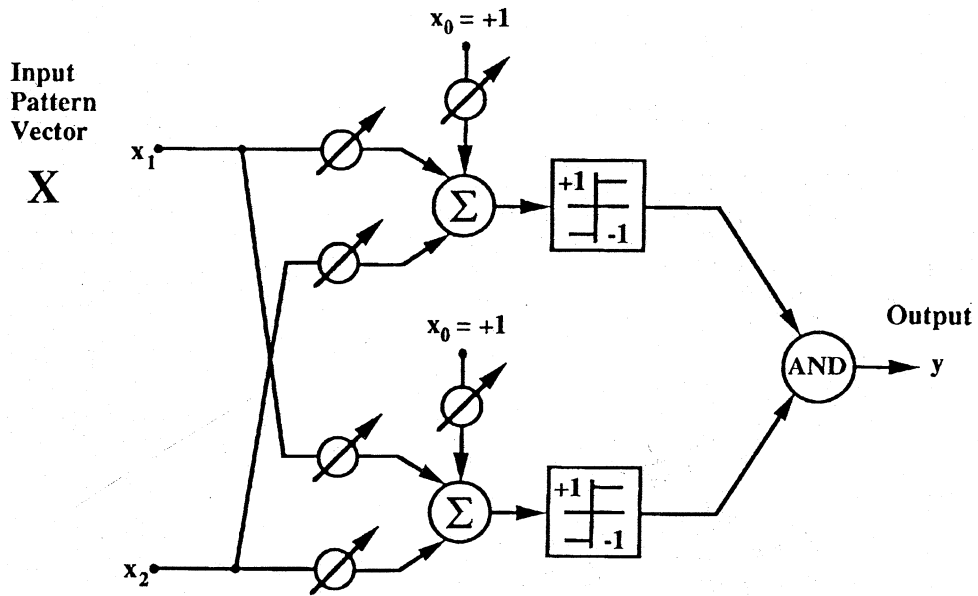 x₀ = +1
Input
Pattern
Vector
X
x₁
Σ
+1
-1
x₀ = +1
Output
AND
y
Σ
+1
-1
x₂